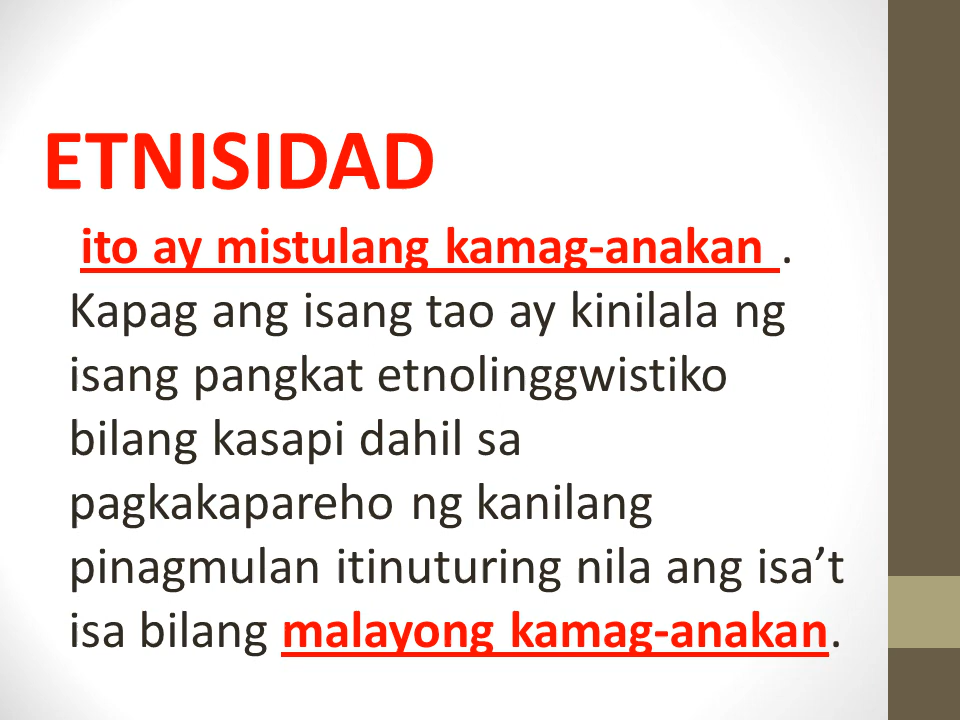 ETNISIDAD
ito ay mistulang kamag-anakan .
Kapag ang isang tao ay kinilala ng
isang pangkat etnolinggwistiko
bilang kasapi dahil sa
pagkakapareho ng kanilang
pinagmulan itinuturing nila ang isa’t
isa bilang malayong kamag-anakan.